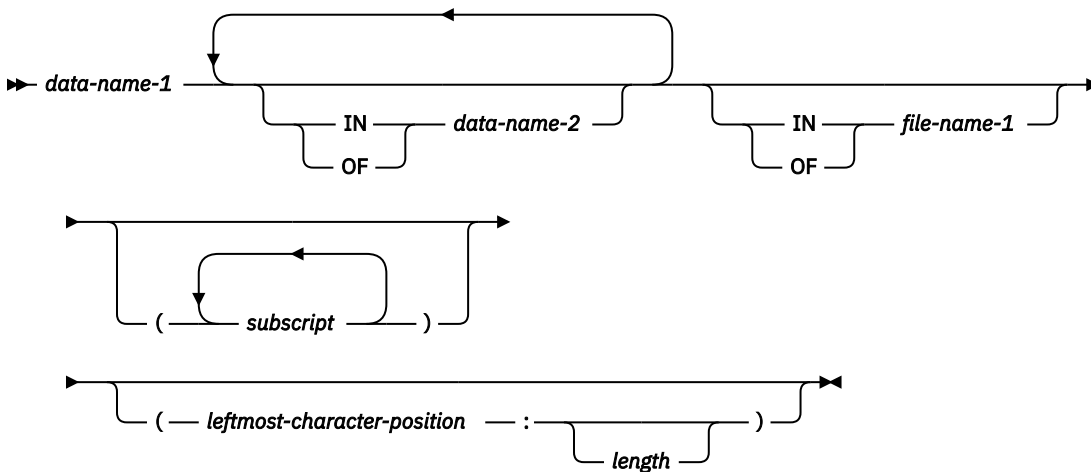 data-name-1
IN data-name-2 IN file-name-1
OF OF
( subscript )
( leftmost-character-position : )
length